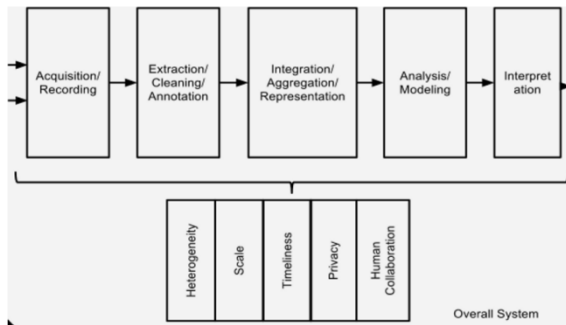 Acquisition/
Recording
Extraction/
Cleaning/
Annotation
Integration/
Aggregation/
Representation
Analysis/
Modeling
Interpret
ation
Heterogeneity
Scale
Timeliness
Privacy
Human
Collaboration
Overall System